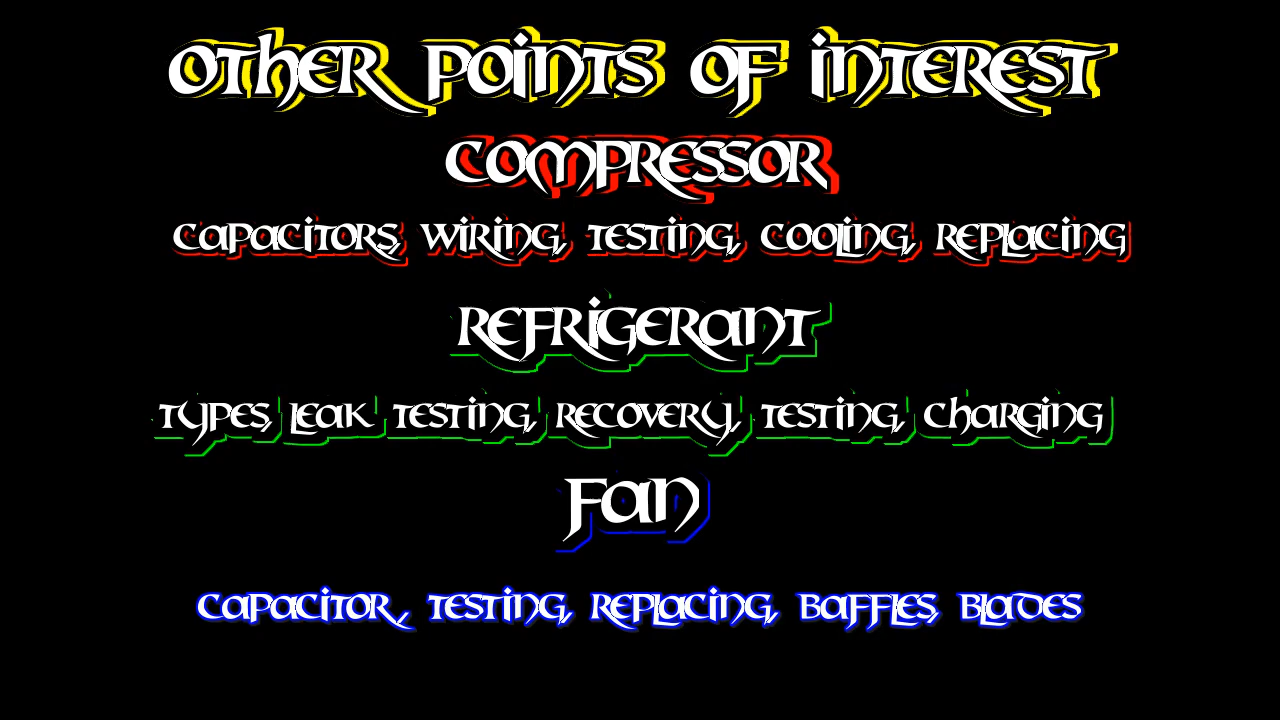 OTHER POINTS OF INTEREST
COMPRESSOR
CAPACITORS, WIRING, TESTING, COOLING, REPLACING
REFRIGERANT
TYPES, LEAK TESTING, RECOVERY, TESTING, CHARGING
FAN
CAPACITOR, TESTING, REPLACING, BAFFLES, BLADES